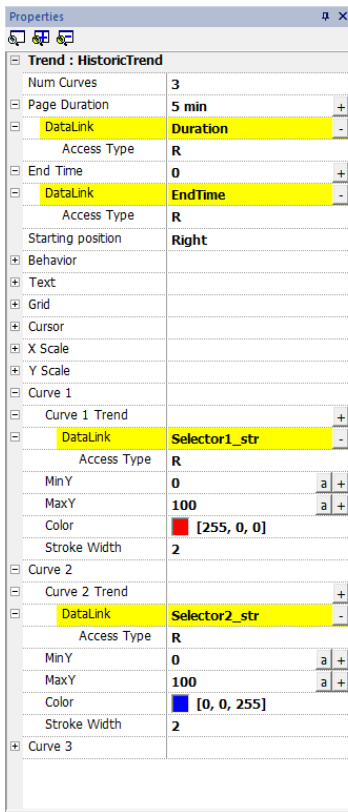 Properties
Trend : HistoricTrend
Num Curves 3
Page Duration 5 min +
DataLink Duration -
Access Type R
End Time 0 +
DataLink EndTime -
Access Type R
Starting position Right
Behavior
Text
Grid
Cursor
X Scale
Y Scale
Curve 1
Curve 1 Trend +
DataLink Selector1_str -
Access Type R
MinY 0 a +
MaxY 100 a +
Color [255, 0, 0]
Stroke Width 2
Curve 2
Curve 2 Trend +
DataLink Selector2_str -
Access Type R
MinY 0 a +
MaxY 100 a +
Color [0, 0, 255]
Stroke Width 2
Curve 3